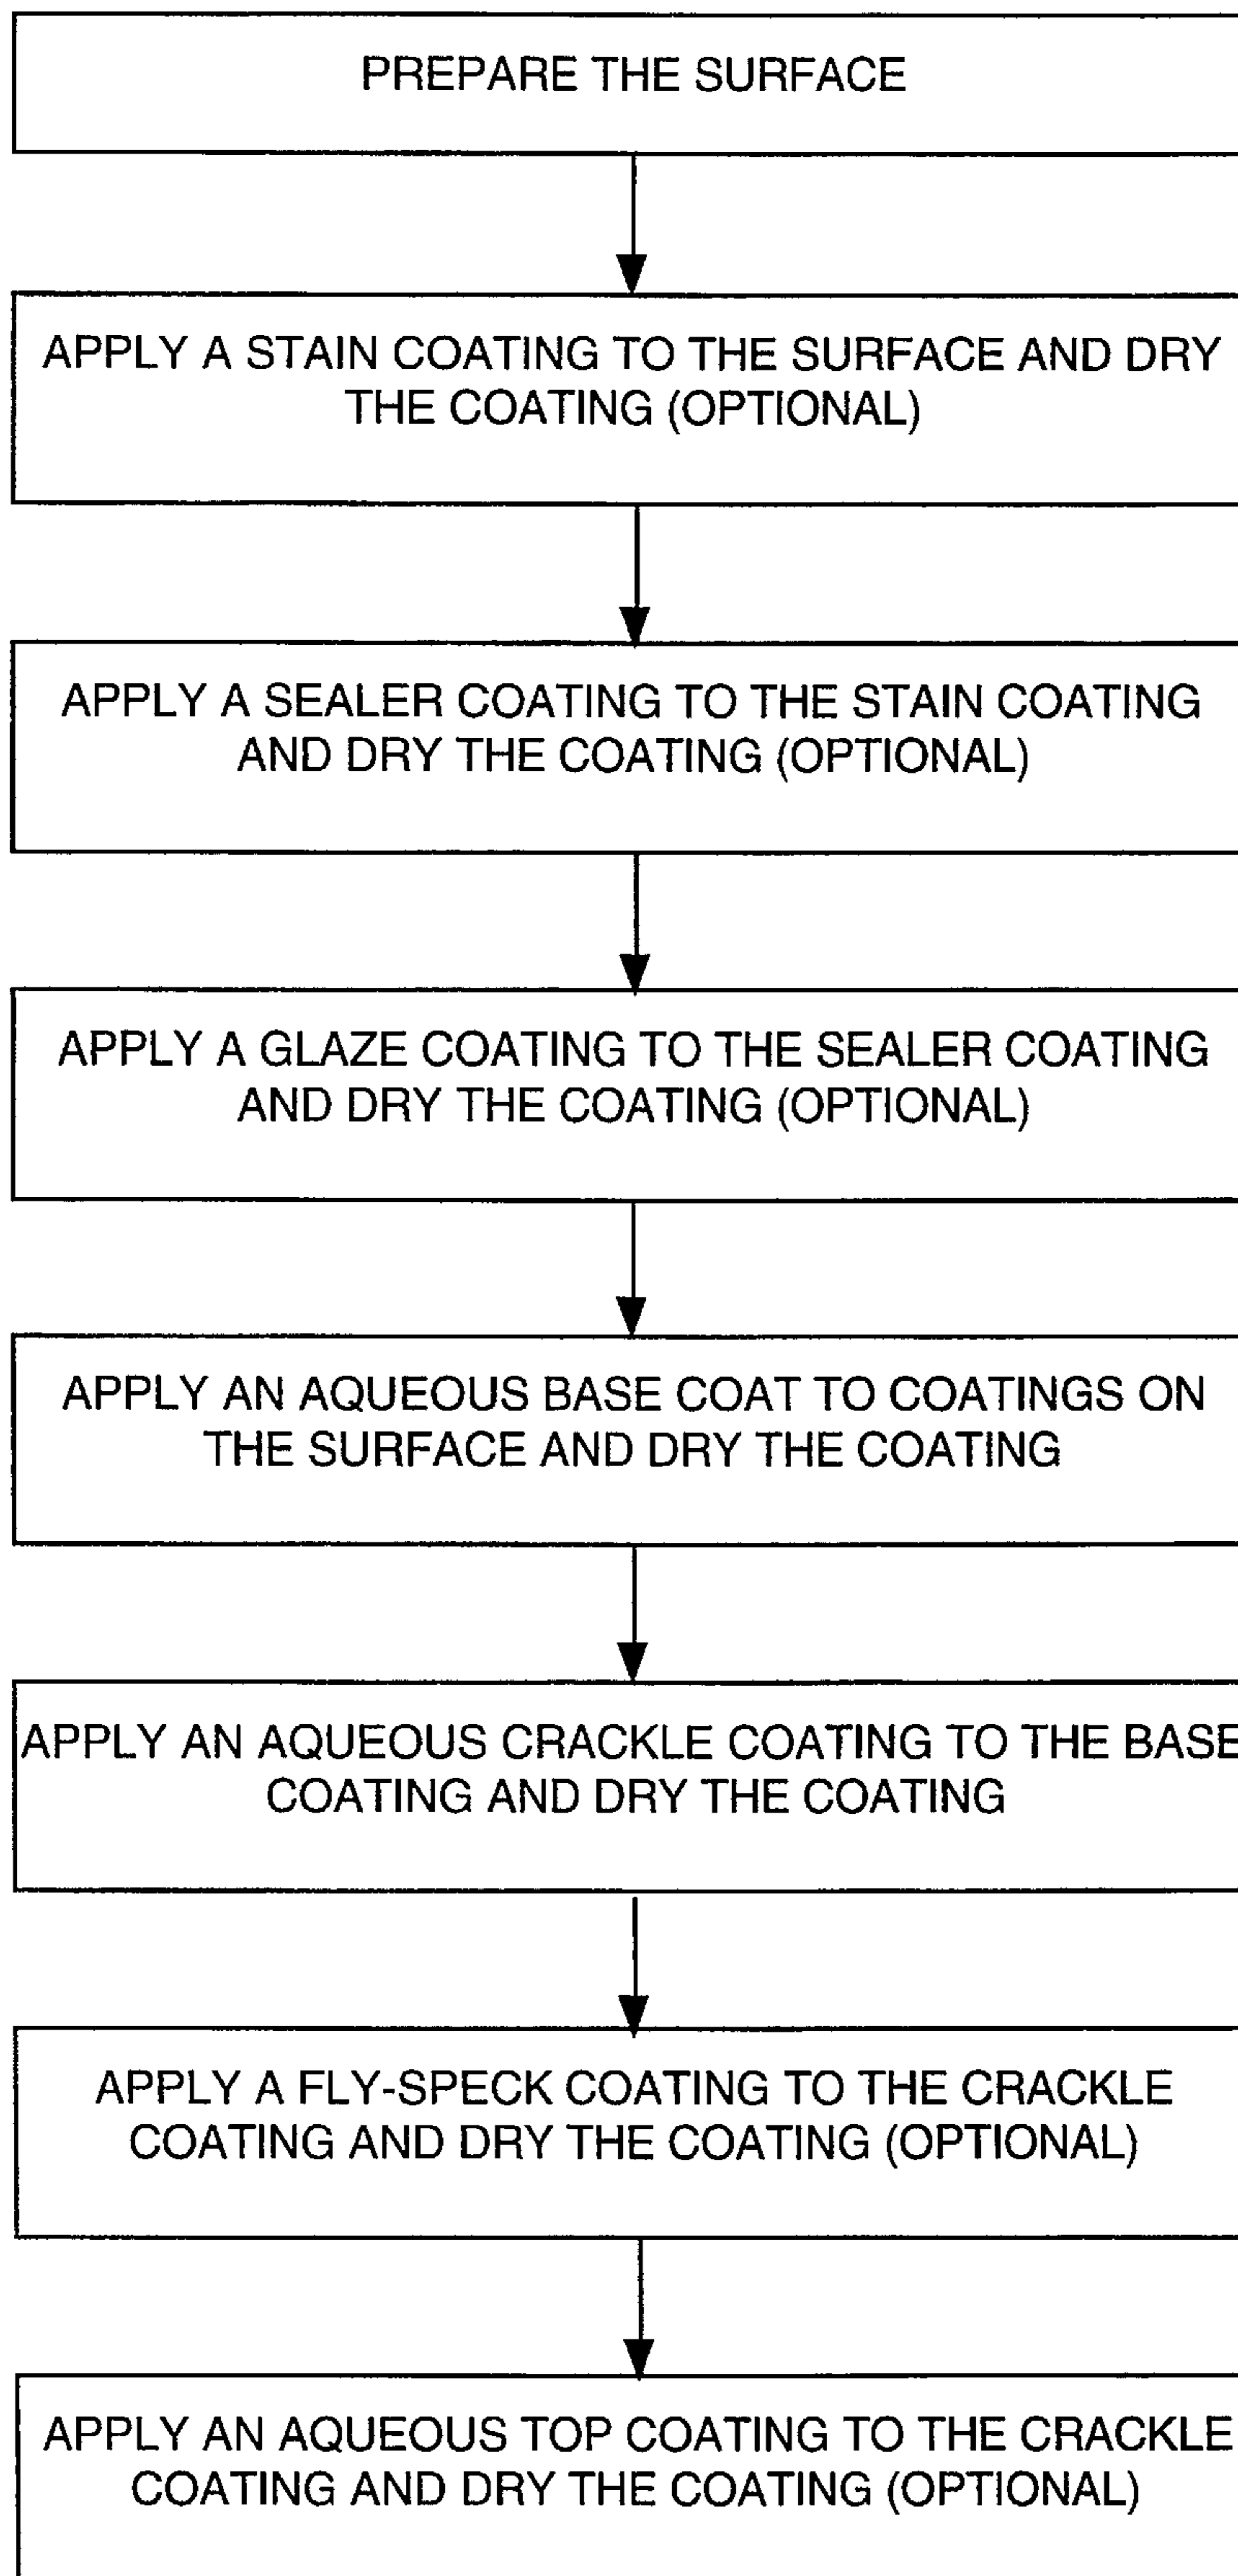 PREPARE THE SURFACE
APPLY A STAIN COATING TO THE SURFACE AND DRY
THE COATING (OPTIONAL)
APPLY A SEALER COATING TO THE STAIN COATING
AND DRY THE COATING (OPTIONAL)
APPLY A GLAZE COATING TO THE SEALER COATING
AND DRY THE COATING (OPTIONAL)
APPLY AN AQUEOUS BASE COAT TO COATINGS ON
THE SURFACE AND DRY THE COATING
APPLY AN AQUEOUS CRACKLE COATING TO THE BASE
COATING AND DRY THE COATING
APPLY A FLY-SPECK COATING TO THE CRACKLE
COATING AND DRY THE COATING (OPTIONAL)
APPLY AN AQUEOUS TOP COATING TO THE CRACKLE
COATING AND DRY THE COATING (OPTIONAL)